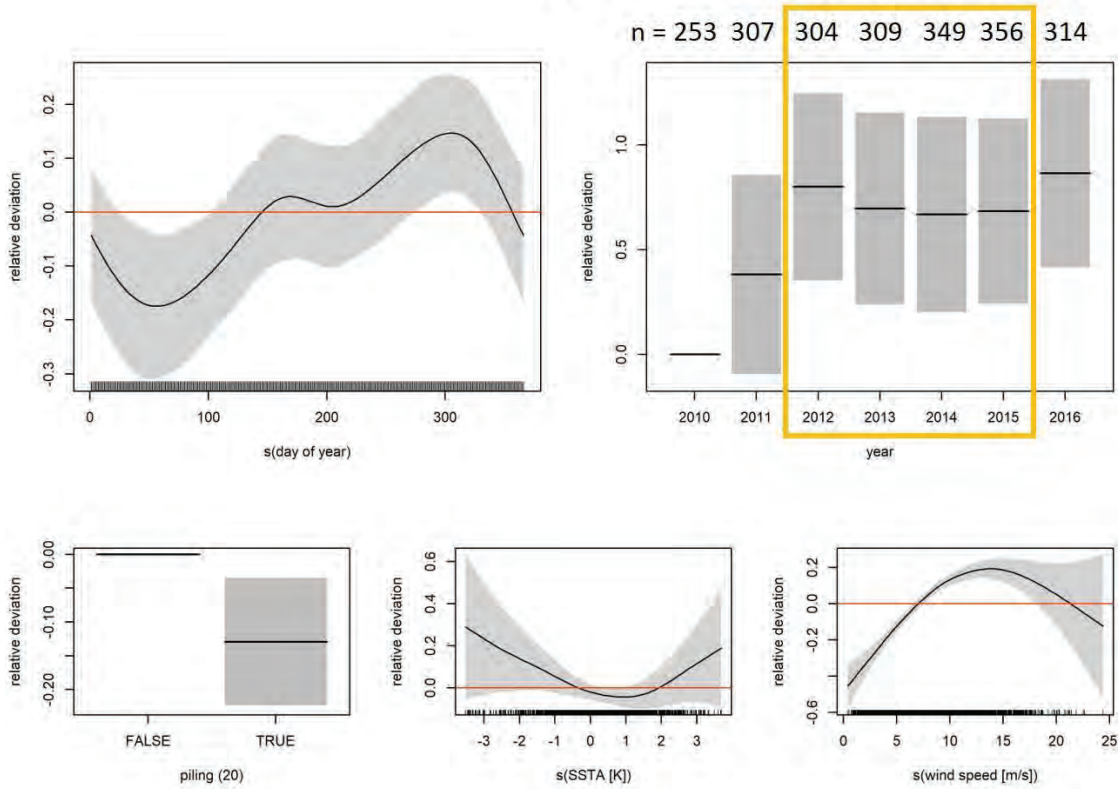 n = 253 307 304 309 349 356 314
relative deviation
0.2
0.1
0.0
-0.1
-0.2
-0.3
0 100 200 300
s(day of year)
relative deviation
1.0
0.5
0.0
2010 2011 2012 2013 2014 2015 2016
year
relative deviation
0.00
-0.10
-0.20
FALSE TRUE
piling (20)
relative deviation
0.6
0.4
0.2
0.0
-3 -2 -1 0 1 2 3
s(SSTA [K])
relative deviation
0.2
0.0
-0.2
-0.6
0 5 10 15 20 25
s(wind speed [m/s])